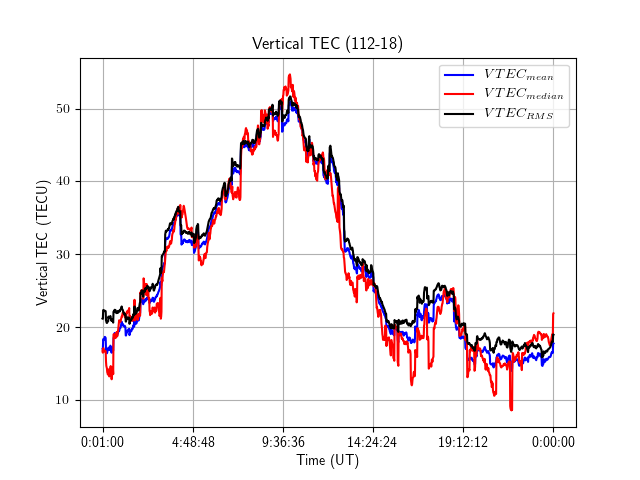 Vertical TEC (112-18)
VTEC_mean
VTEC_median
VTEC_RMS
Vertical TEC (TECU)
50
40
30
20
10
0:01:00 4:48:48 9:36:36 14:24:24 19:12:12 0:00:00
Time (UT)